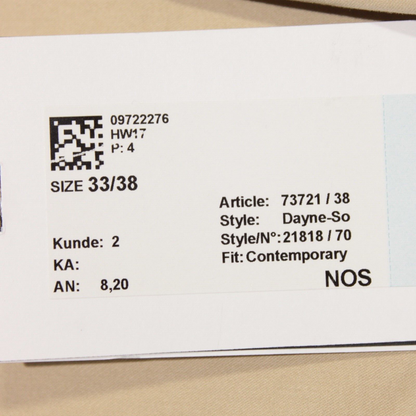 09722276
HW17
P: 4
SIZE 33/38
Article: 73721 / 38
Style: Dayne-So
Style/N°: 21818 / 70
Fit: Contemporary
Kunde: 2
KA:
AN: 8,20
NOS